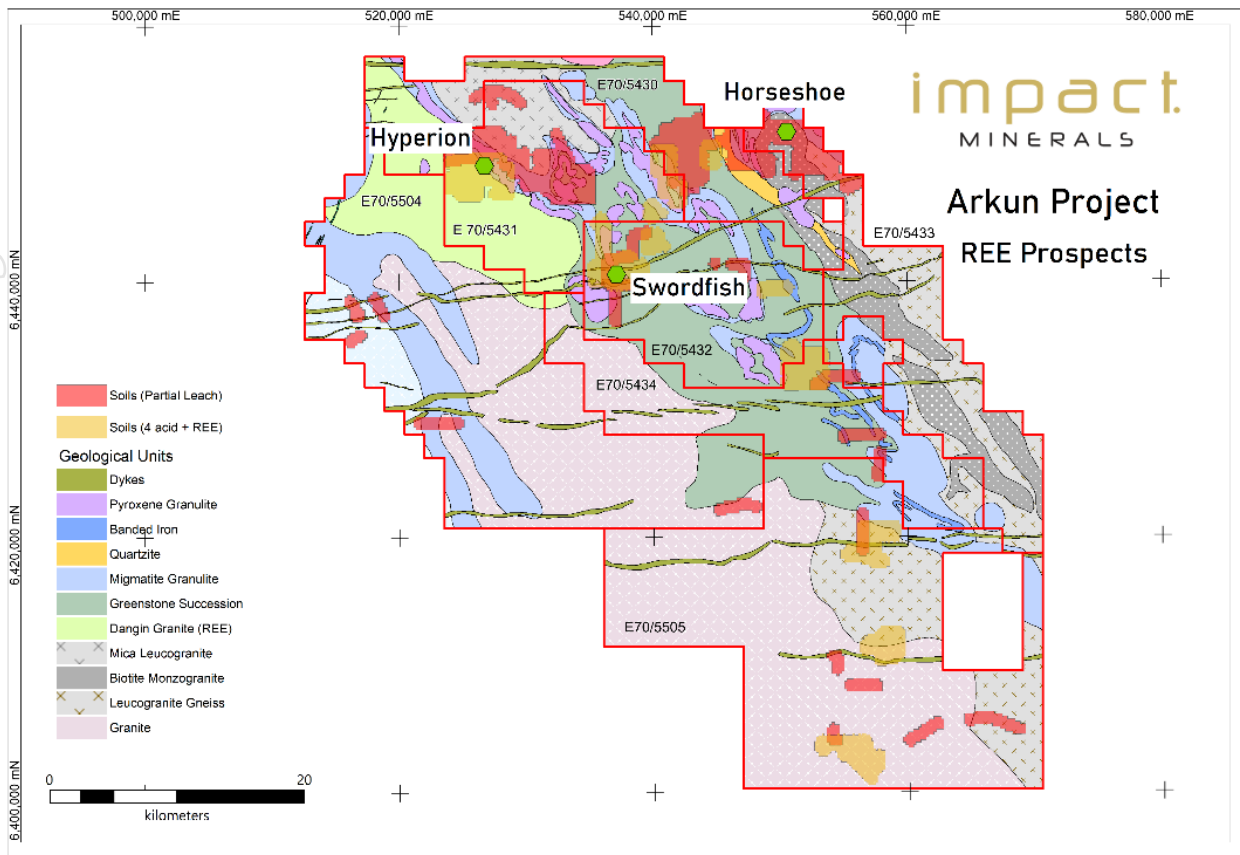 500,000 mE
520,000 mE
540,000 mE
560,000 mE
580,000 mE
impact.
MINERALS
Arkun Project
REE Prospects
Horseshoe
Hyperion
Swordfish
E70/5430
E70/5504
E 70/5431
E70/5433
E70/5432
E70/5434
E70/5505
6,440,000 mN
6,420,000 mN
6,400,000 mN
Soils (Partial Leach)
Soils (4 acid + REE)
Geological Units
Dykes
Pyroxene Granulite
Banded Iron
Quartzite
Migmatite Granulite
Greenstone Succession
Dangin Granite (REE)
Mica Leucogranite
Biotite Monzogranite
Leucogranite Gneiss
Granite
0
20
kilometers